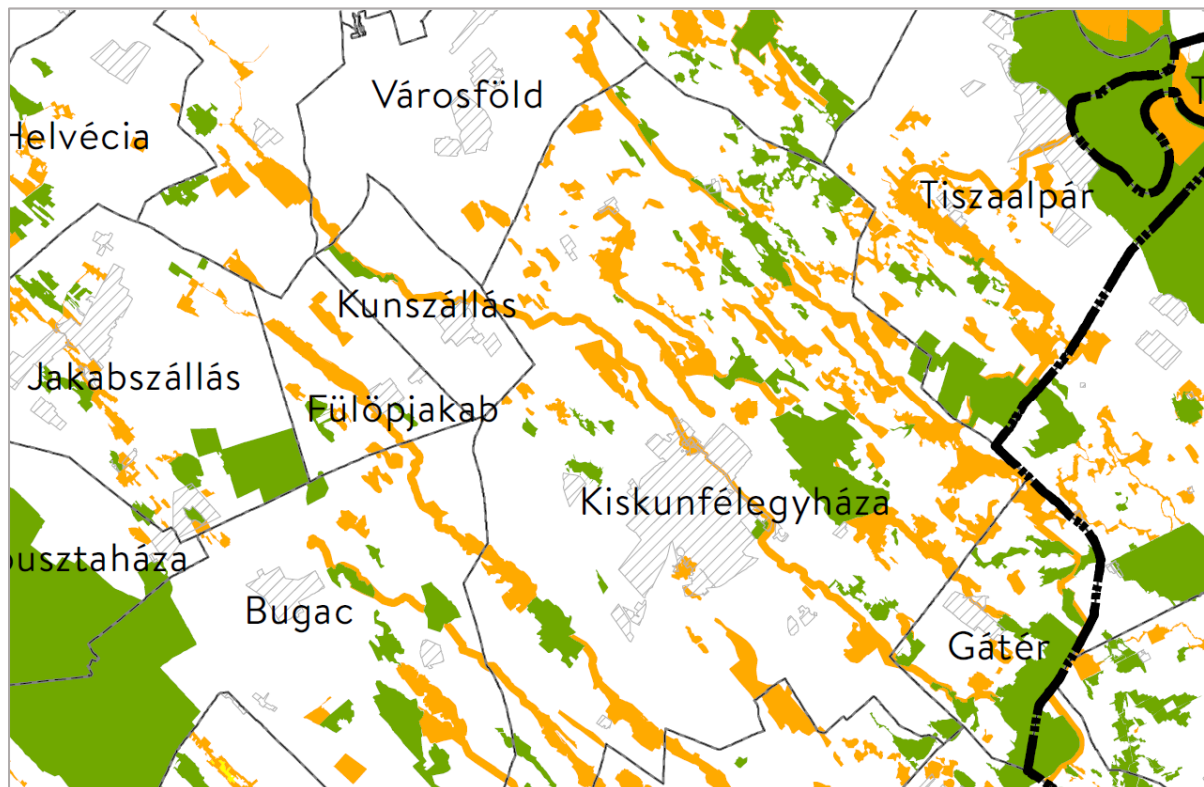 Városföld
Helvécia
Tiszaalpár
Kunszállás
Jakabszállás
Fülöpjakab
Kiskunfélegyháza
pusztaháza
Bugac
Gátér